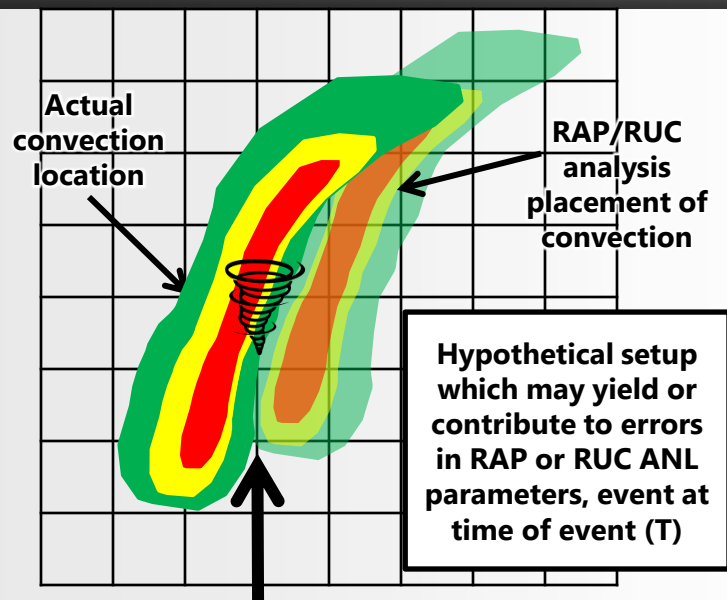 Actual
convection
location
RAP/RUC
analysis
placement of
convection
Hypothetical setup
which may yield or
contribute to errors
in RAP or RUC ANL
parameters, event at
time of event (T)